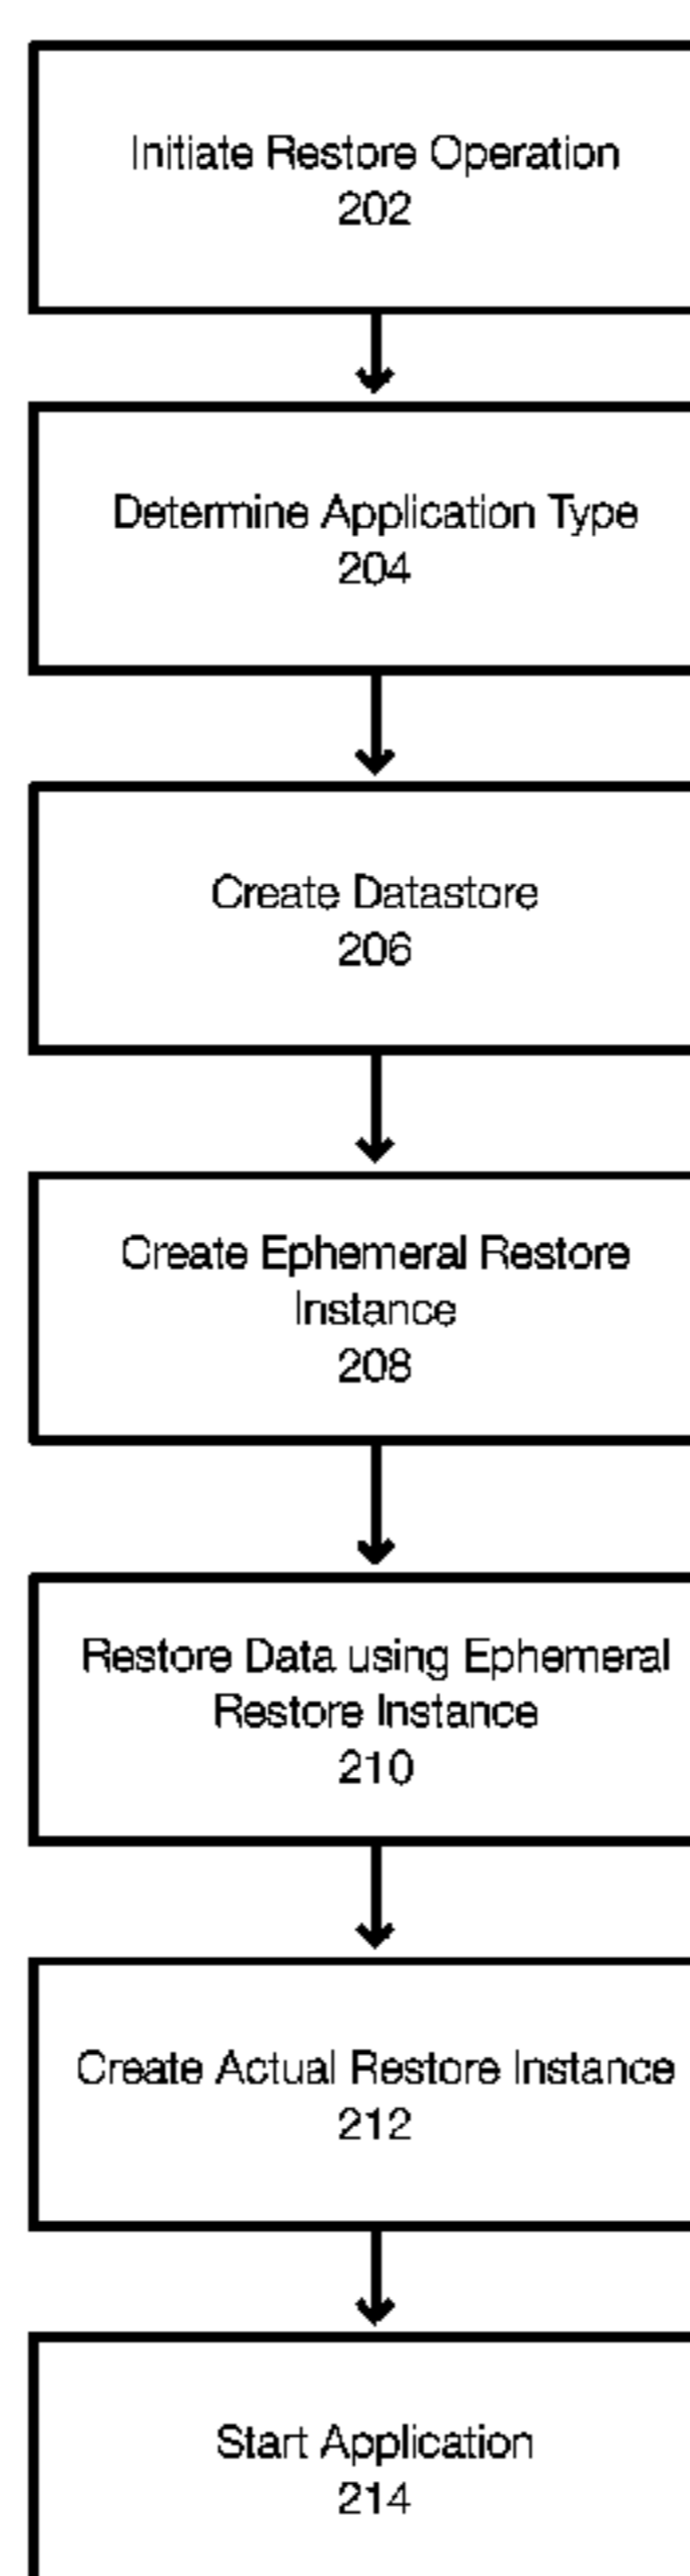 Initiate Restore Operation
202
Determine Application Type
204
Create Datastore
206
Create Ephemeral Restore
Instance
208
Restore Data using Ephemeral
Restore Instance
210
Create Actual Restore Instance
212
Start Application
214